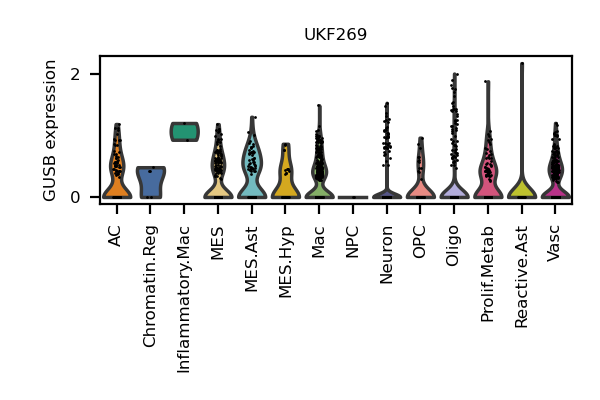 UKF269
GUSB expression
2
0
AC
Chromatin.Reg
Inflammatory.Mac
MES
MES.Ast
MES.Hyp
Mac
NPC
Neuron
OPC
Oligo
Prolif.Metab
Reactive.Ast
Vasc